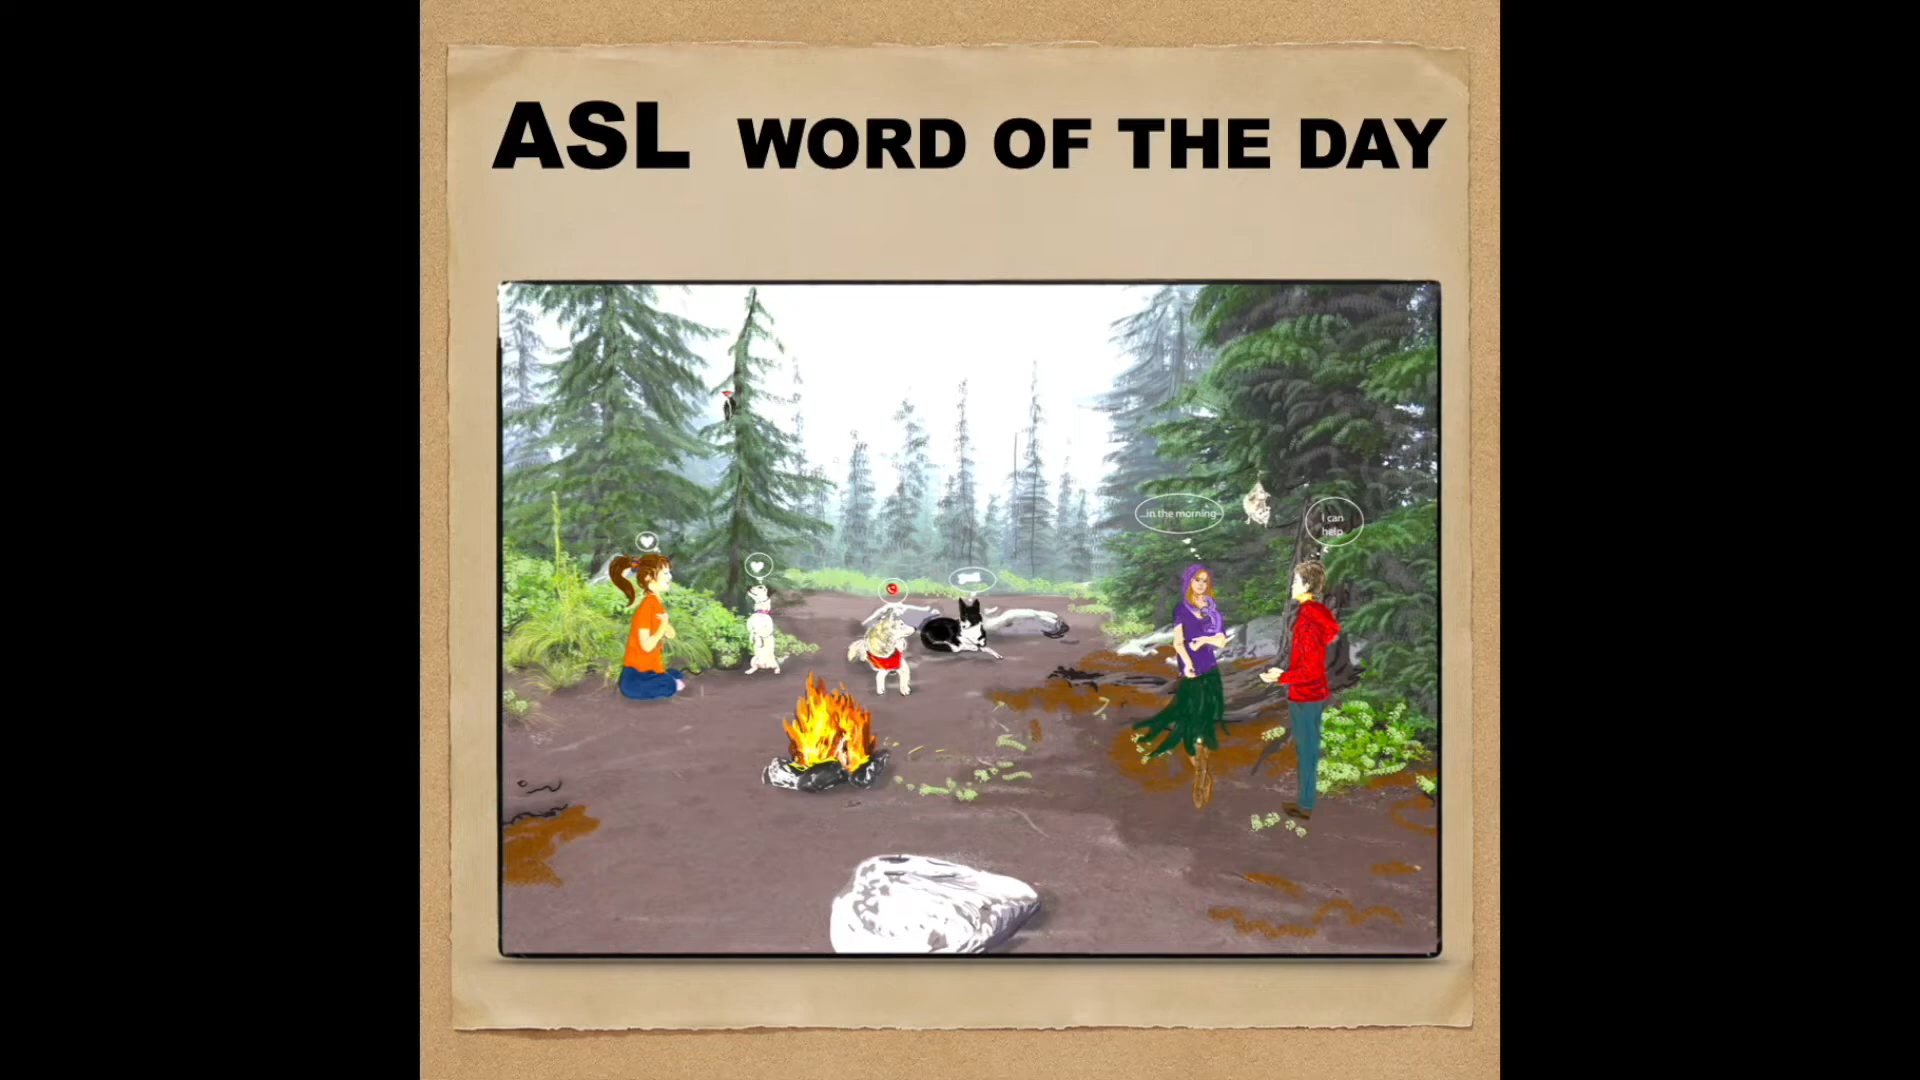 ASL WORD OF THE DAY
...in the morning
I can
help